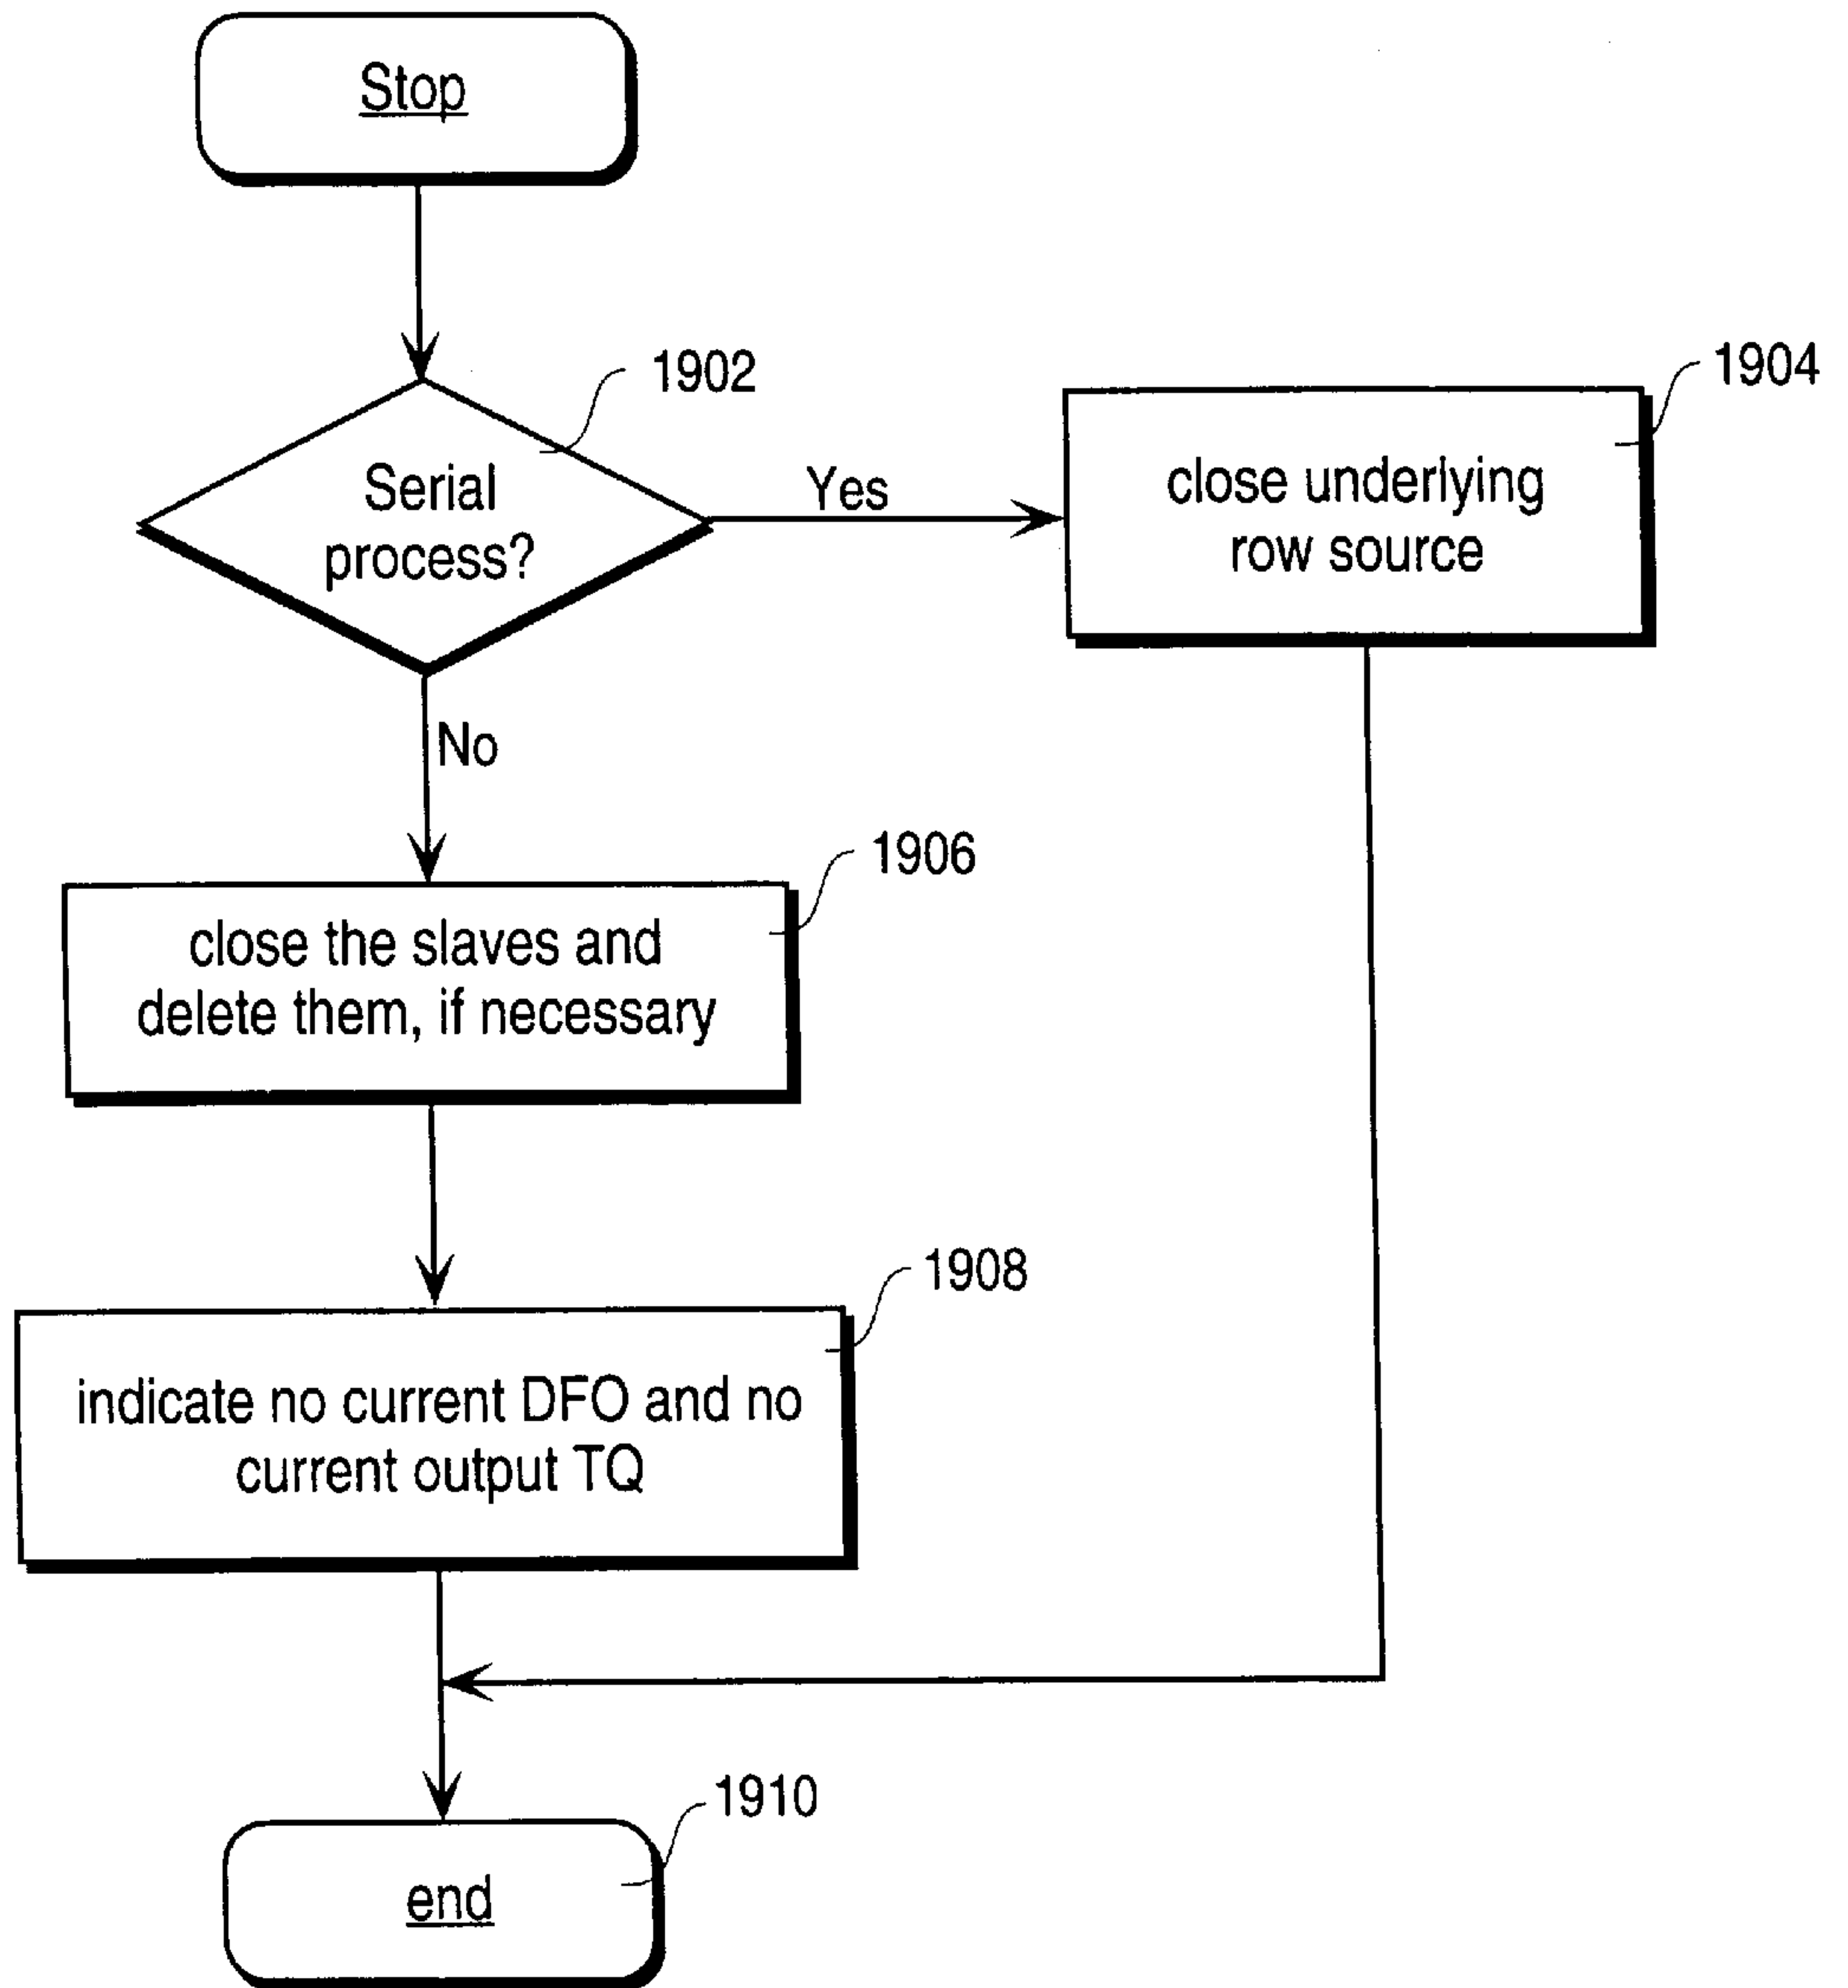 Stop
1902
Serial
process?
Yes
1904
close underlying
row source
No
1906
close the slaves and
delete them, if necessary
1908
indicate no current DFO and no
current output TQ
1910
end